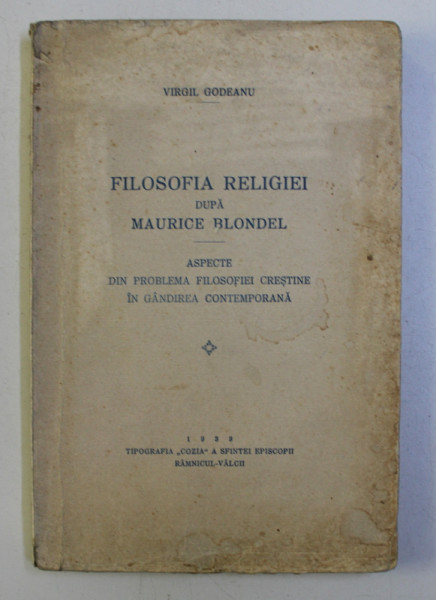 VIRGIL GODEANU
FILOSOFIA RELIGIEI
DUPĂ
MAURICE BLONDEL
ASPECTE
DIN PROBLEMA FILOSOFIEI CREȘTINE
ÎN GÂNDIREA CONTEMPORANĂ
TIPOGRAFIA „COZIA” A SFINTEI EPISCOPII
RÂMNICUL-VÂLCII